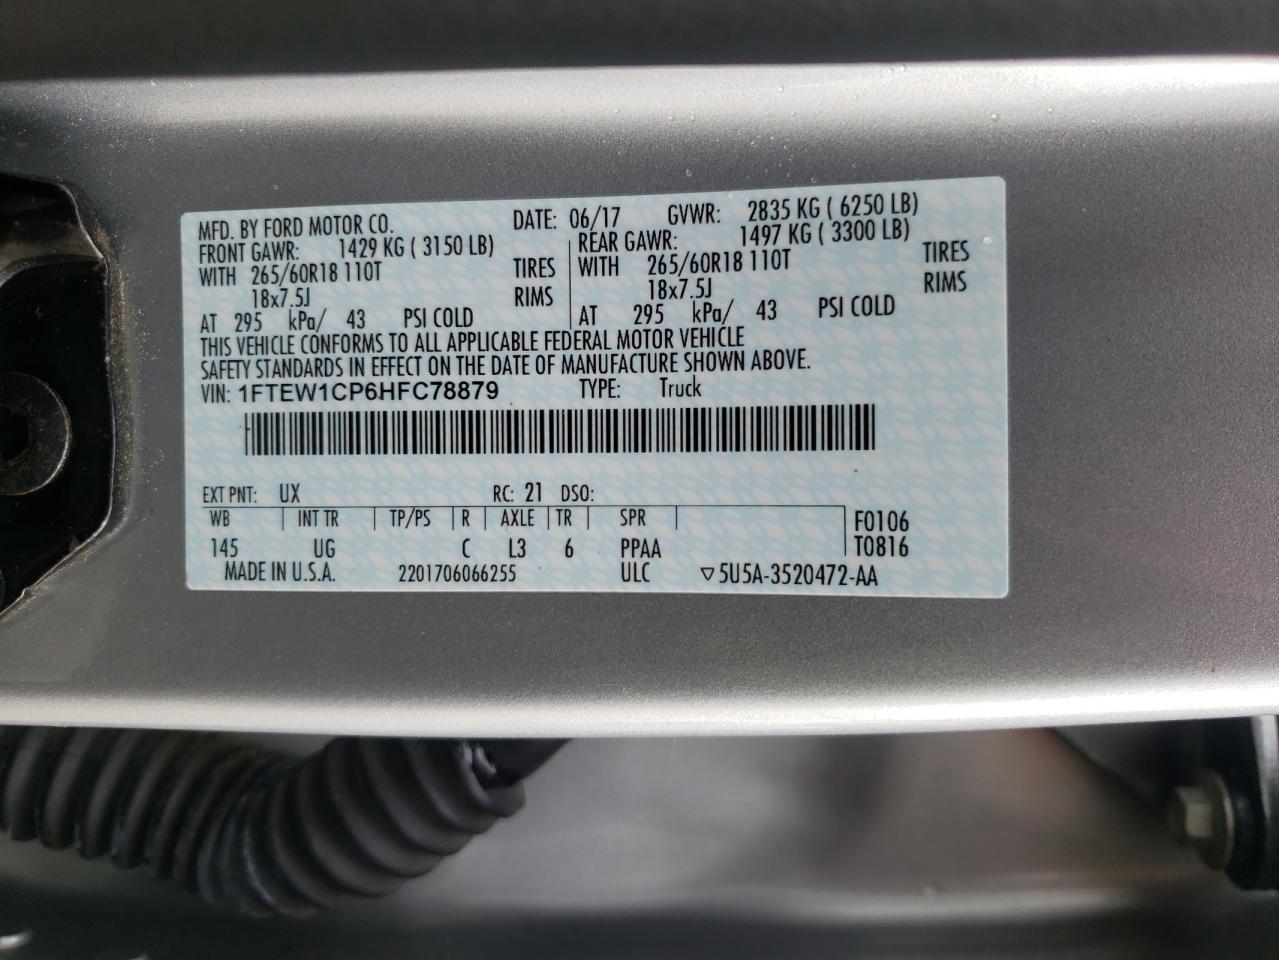 MFD. BY FORD MOTOR CO. DATE: 06/17 GVWR: 2835 KG ( 6250 LB)
FRONT GAWR: 1429 KG ( 3150 LB) REAR GAWR: 1497 KG ( 3300 LB)
WITH 265/60R18 110T TIRES WITH 265/60R18 110T TIRES
18x7.5J RIMS 18x7.5J RIMS
AT 295 kPa/ 43 PSI COLD AT 295 kPa/ 43 PSI COLD
THIS VEHICLE CONFORMS TO ALL APPLICABLE FEDERAL MOTOR VEHICLE
SAFETY STANDARDS IN EFFECT ON THE DATE OF MANUFACTURE SHOWN ABOVE.
VIN: 1FTEW1CP6HFC78879 TYPE: Truck
EXT PNT: UX RC: 21 DSO:
WB INT TR TP/PS R AXLE TR SPR F0106
145 UG C L3 6 PPAA T0816
MADE IN U.S.A. 2201706066255 ULC ▽5U5A-3520472-AA